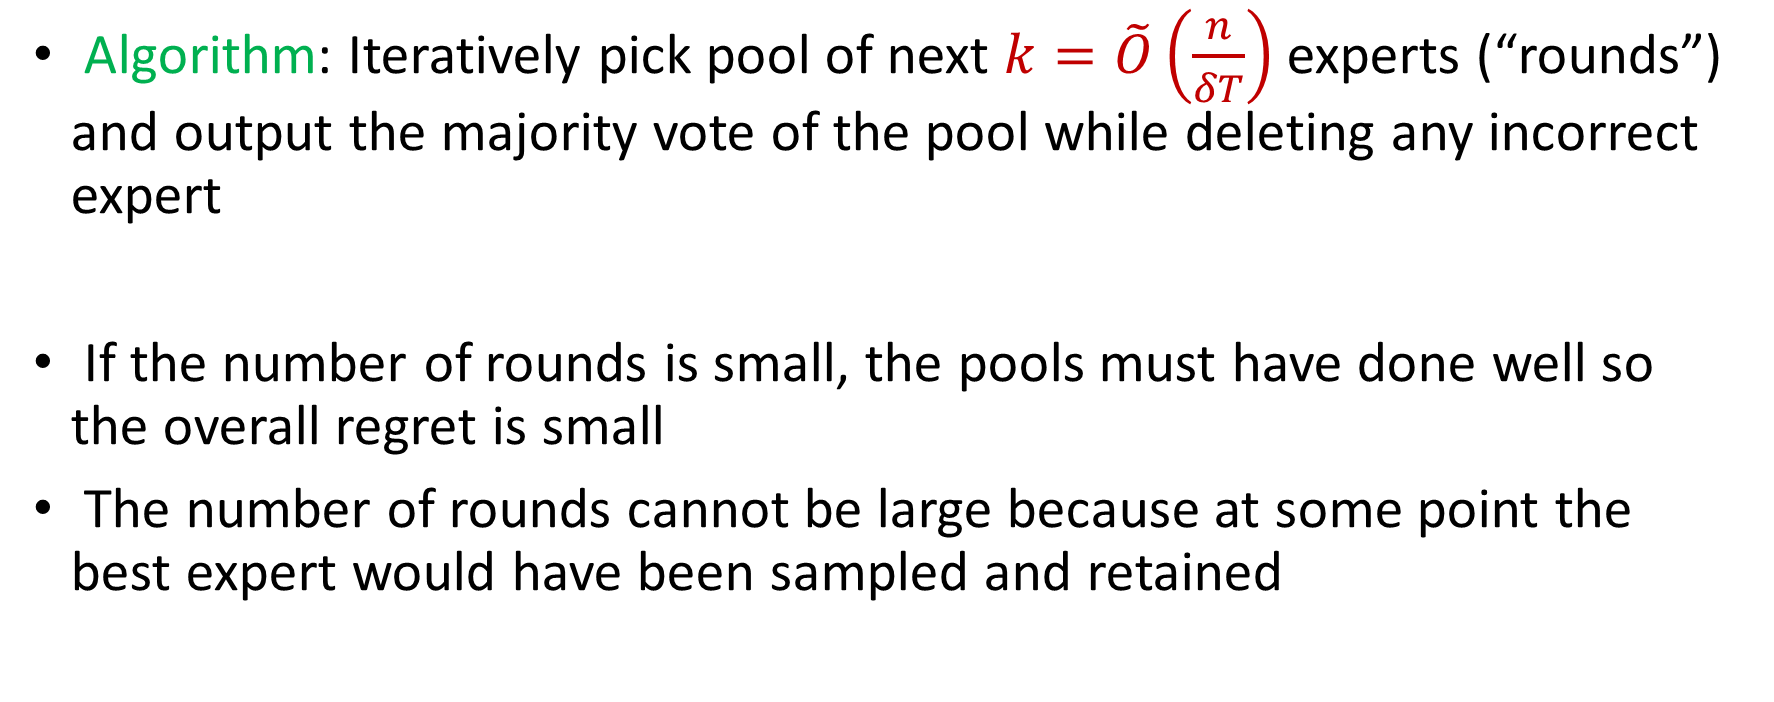 • Algorithm: Iteratively pick pool of next k = Õ(n/δT) experts (“rounds”)
and output the majority vote of the pool while deleting any incorrect
expert
• If the number of rounds is small, the pools must have done well so
the overall regret is small
• The number of rounds cannot be large because at some point the
best expert would have been sampled and retained